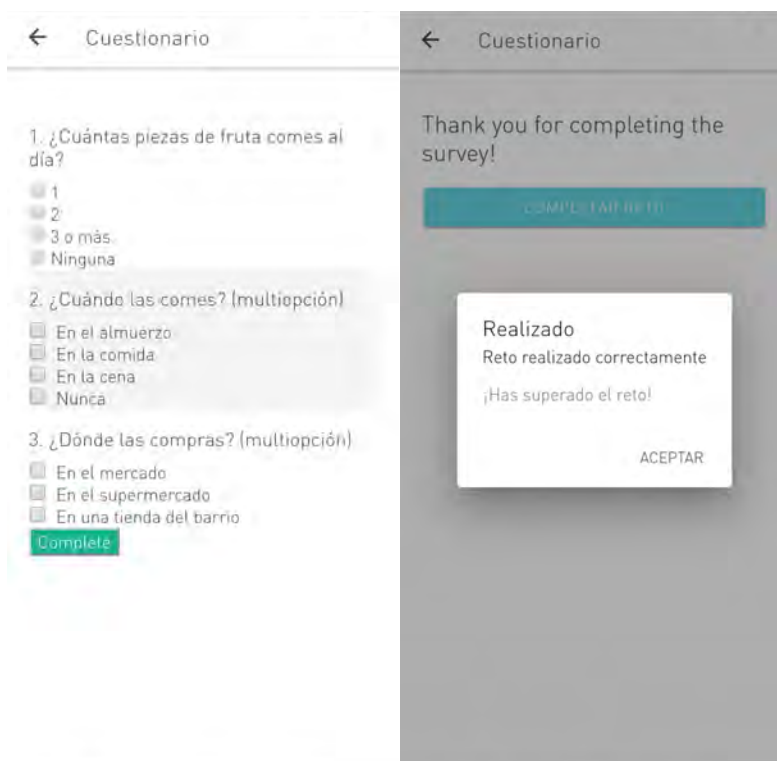 Cuestionario
1. ¿Cuántas piezas de fruta comes al
día?
1
2
3 o más
Ninguna
2. ¿Cuándo las comes? (multiopción)
En el almuerzo
En la comida
En la cena
Nunca
3. ¿Dónde las compras? (multiopción)
En el mercado
En el supermercado
En una tienda del barrio
Complete
Cuestionario
Thank you for completing the
survey!
COMPLETAR RETO
Realizado
Reto realizado correctamente
¡Has superado el reto!
ACEPTAR